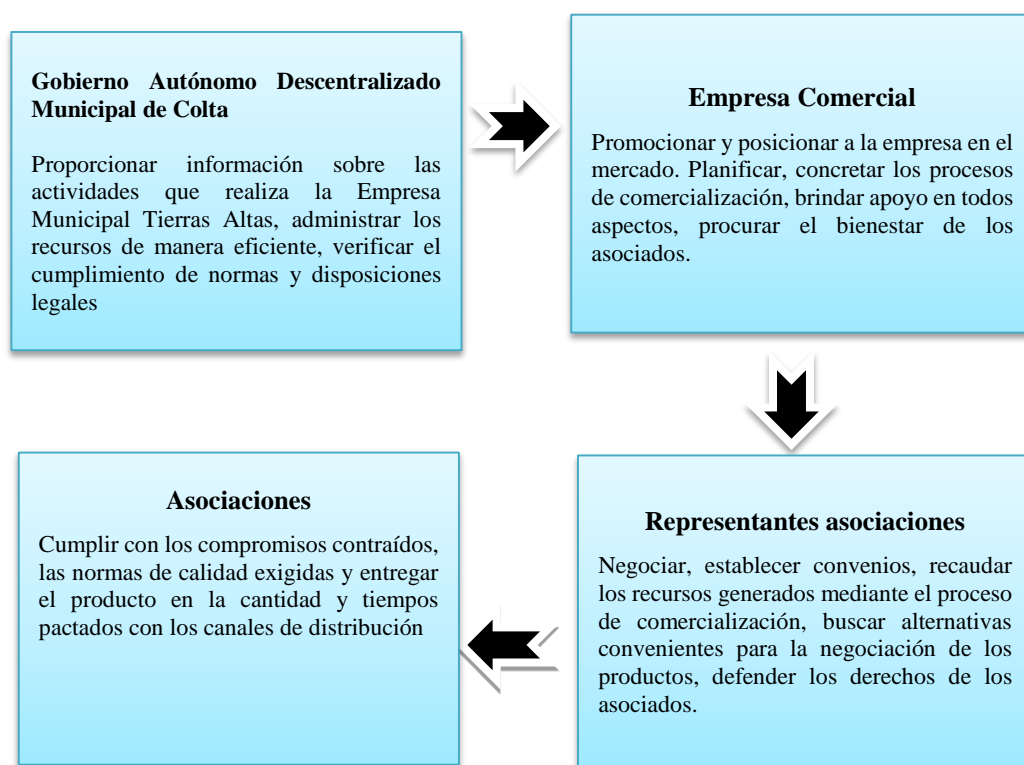 Gobierno Autónomo Descentralizado
Municipal de Colta
Proporcionar información sobre las
actividades que realiza la Empresa
Municipal Tierras Altas, administrar los
recursos de manera eficiente, verificar el
cumplimiento de normas y disposiciones
legales
Empresa Comercial
Promocionar y posicionar a la empresa en el
mercado. Planificar, concretar los procesos
de comercialización, brindar apoyo en todos
aspectos, procurar el bienestar de los
asociados.
Representantes asociaciones
Negociar, establecer convenios, recaudar
los recursos generados mediante el proceso
de comercialización, buscar alternativas
convenientes para la negociación de los
productos, defender los derechos de los
asociados.
Asociaciones
Cumplir con los compromisos contraídos,
las normas de calidad exigidas y entregar
el producto en la cantidad y tiempos
pactados con los canales de distribución